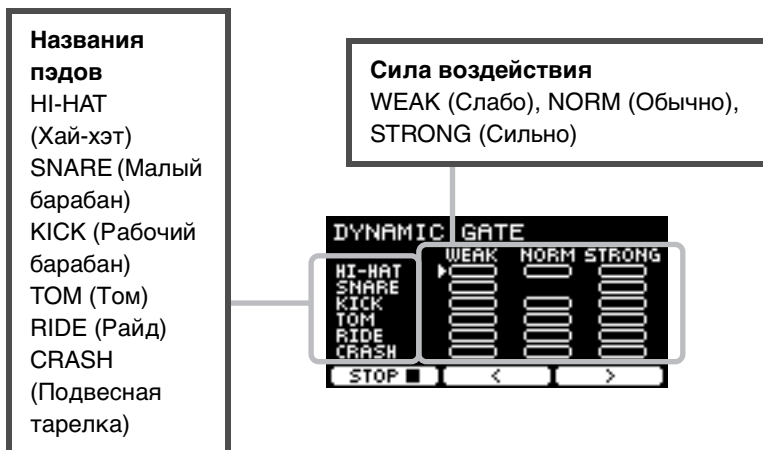 Названия
пэдов
HI-HAT
(Хай-хэт)
SNARE (Малый
барабан)
KICK (Рабочий
барабан)
TOM (Том)
RIDE (Райд)
CRASH
(Подвесная
тарелка)
Сила воздействия
WEAK (Слабо), NORM (Обычно),
STRONG (Сильно)
DYNAMIC GATE
WEAK NORM STRONG
HI-HAT
SNARE
KICK
TOM
RIDE
CRASH
STOP ■ < >